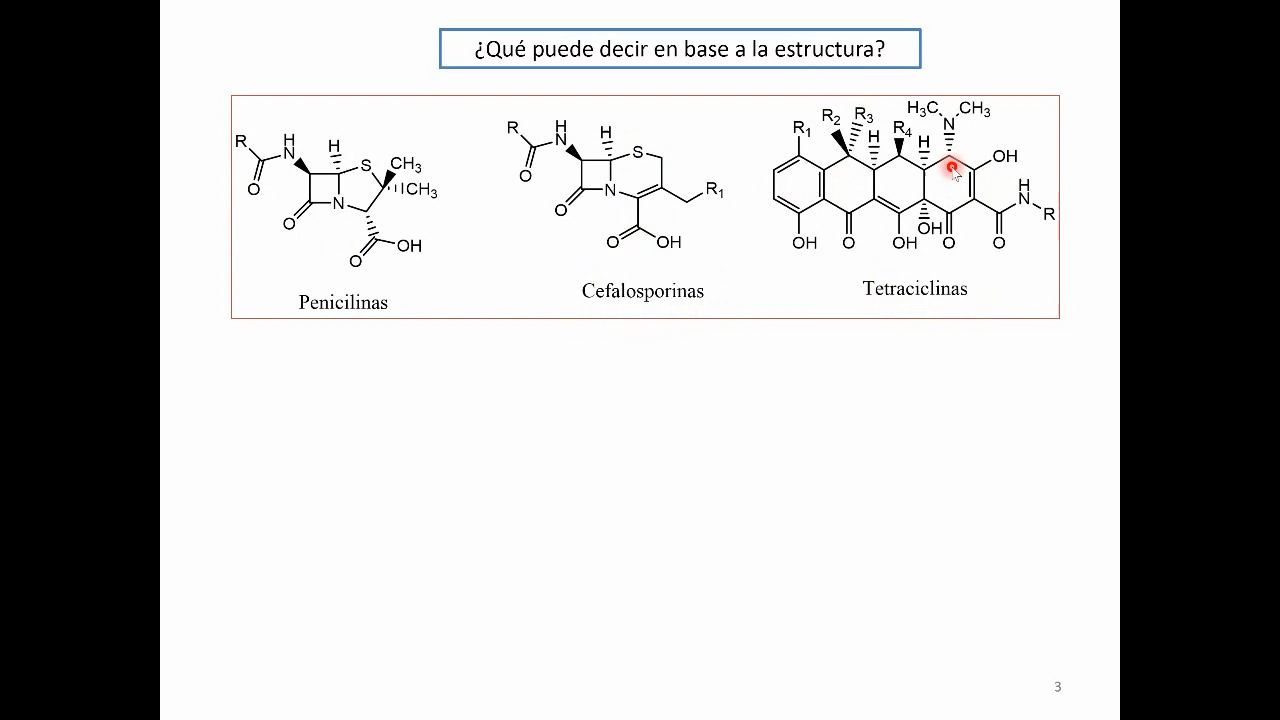 ¿Qué puede decir en base a la estructura?
R
H
N
O
H
S
CH₃
CH₃
N
O
OH
O
Penicilinas
R
H
N
O
H
S
N
O
R₁
O
OH
Cefalosporinas
H₃C
CH₃
N
R₁
R₂
R₃
H
R₄
H
OH
H
N
R
OH
O
OH
OH
O
O
Tetraciclinas
3